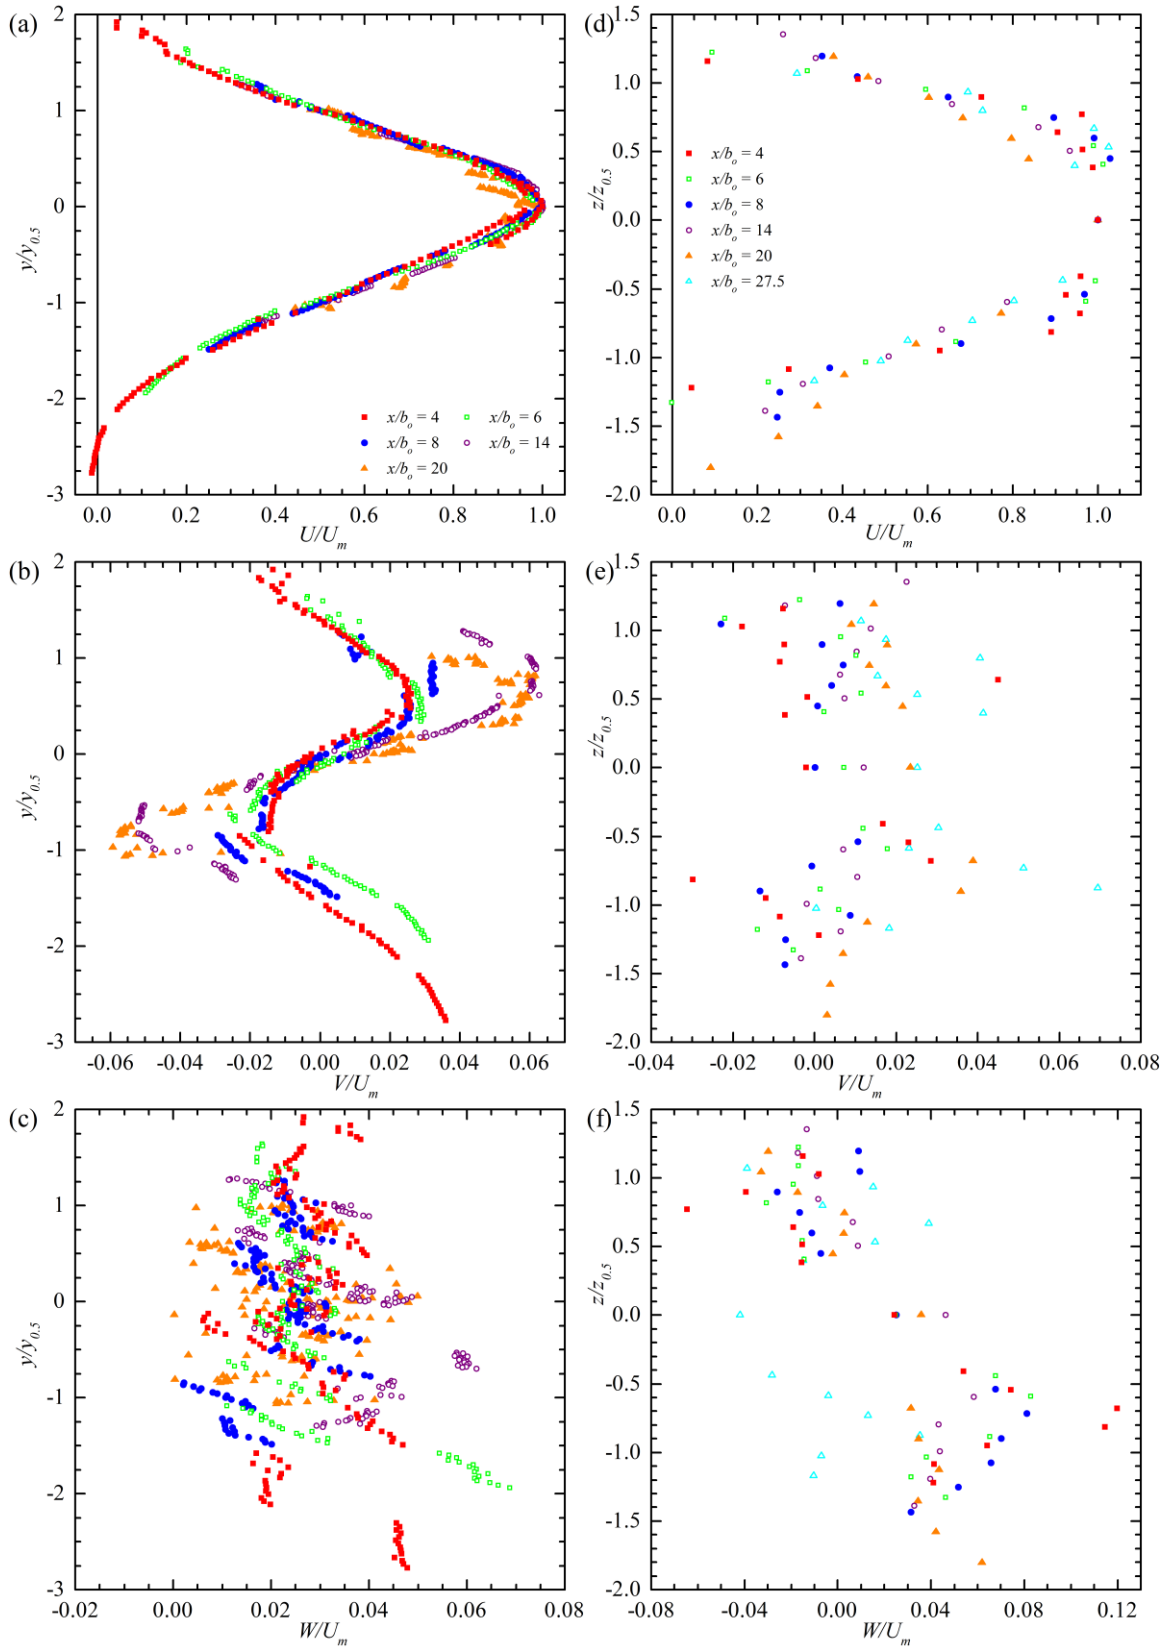 (a)
2
1
0
-1
-2
-3
y/y0.5
0.0 0.2 0.4 0.6 0.8 1.0
U/Um
x/bo = 4
x/bo = 6
x/bo = 8
x/bo = 14
x/bo = 20
(d)
1.5
1.0
0.5
0.0
-0.5
-1.0
-1.5
-2.0
z/z0.5
x/bo = 4
x/bo = 6
x/bo = 8
x/bo = 14
x/bo = 20
x/bo = 27.5
0.0 0.2 0.4 0.6 0.8 1.0
U/Um
(b)
2
1
0
-1
-2
-3
y/y0.5
-0.06 -0.04 -0.02 0.00 0.02 0.04 0.06
V/Um
(e)
1.5
1.0
0.5
0.0
-0.5
-1.0
-1.5
-2.0
z/z0.5
-0.04 -0.02 0.00 0.02 0.04 0.06 0.08
V/Um
(c)
2
1
0
-1
-2
-3
y/y0.5
-0.02 0.00 0.02 0.04 0.06 0.08
W/Um
(f)
1.5
1.0
0.5
0.0
-0.5
-1.0
-1.5
-2.0
z/z0.5
-0.08 -0.04 0.00 0.04 0.08 0.12
W/Um